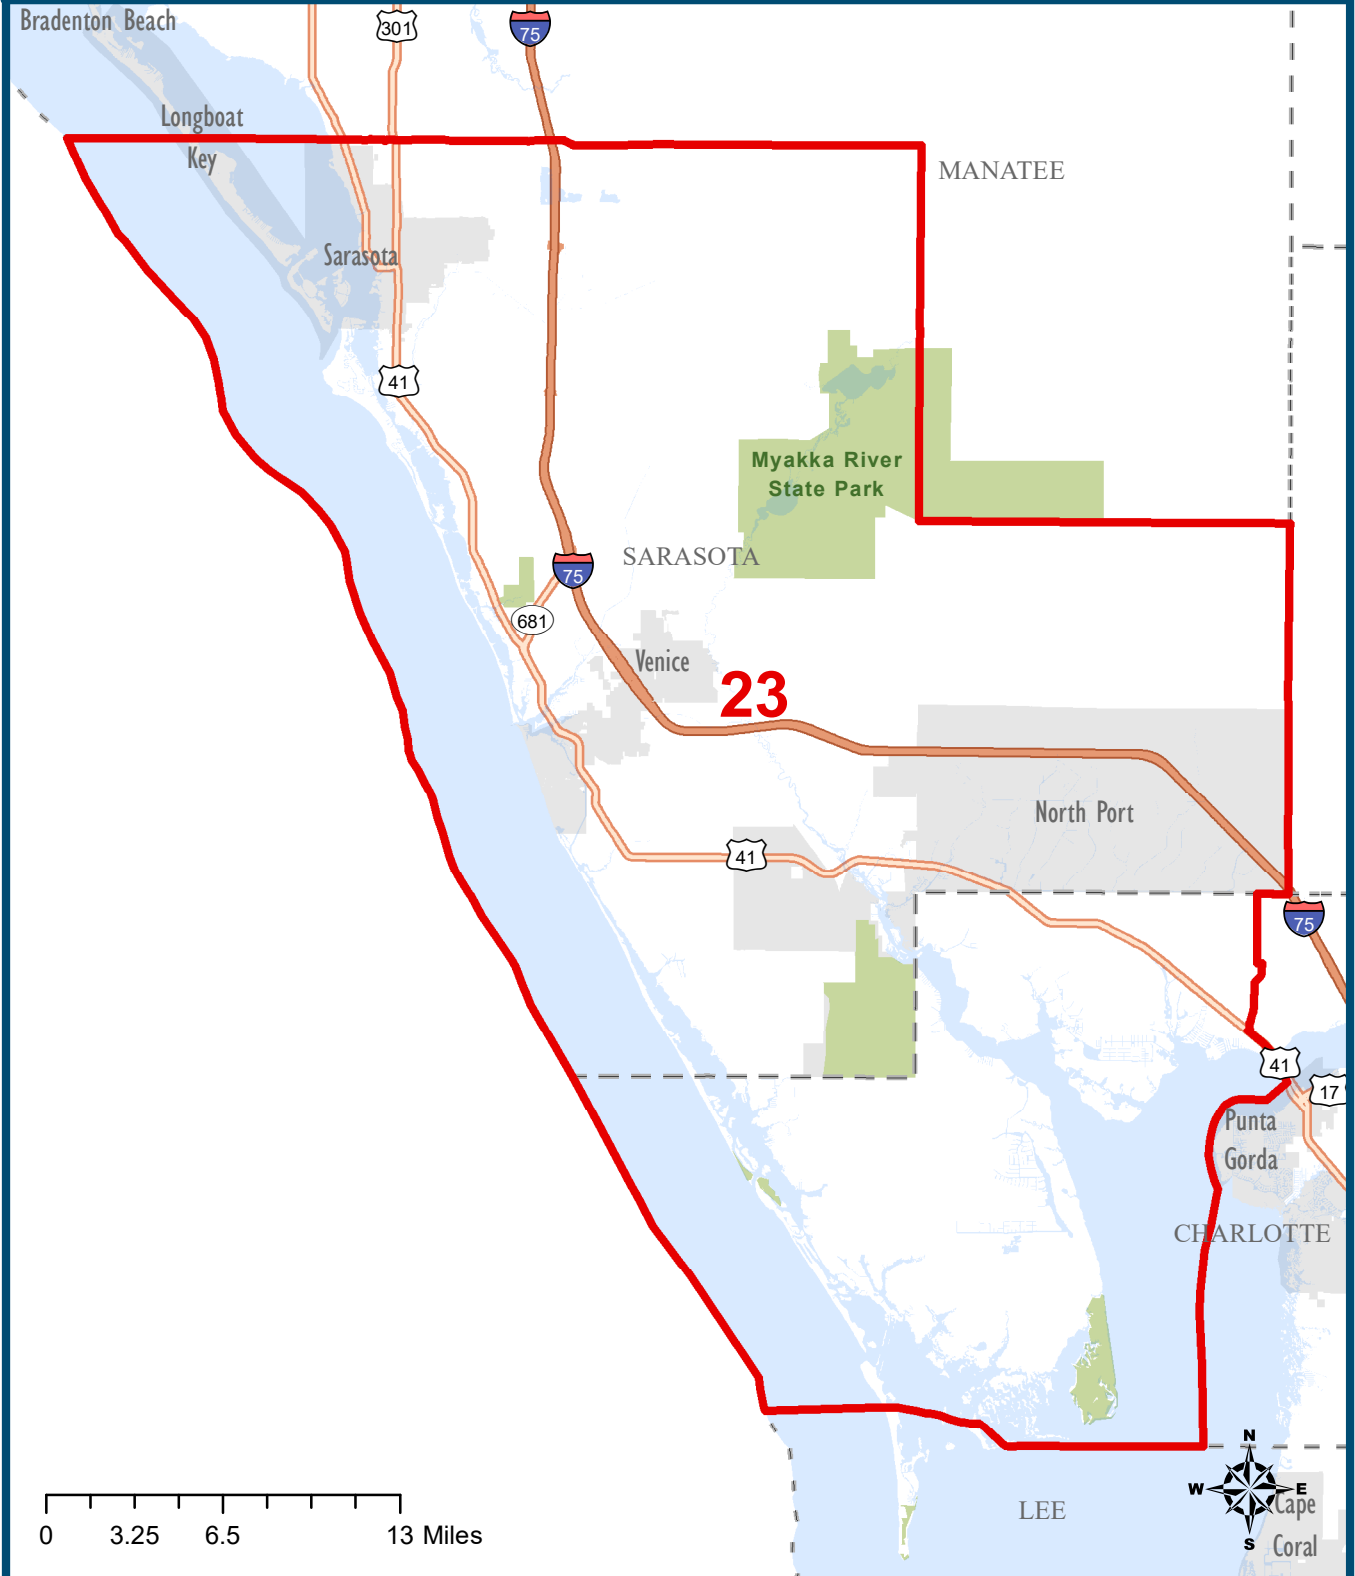 Bradenton Beach
301
75
Longboat
Key
MANATEE
Sarasota
41
Myakka River
State Park
SARASOTA
75
681
Venice
23
North Port
41
75
41
17
Punta
Gorda
CHARLOTTE
N
W
E
S
Cape
Coral
LEE
0 3.25 6.5 13 Miles